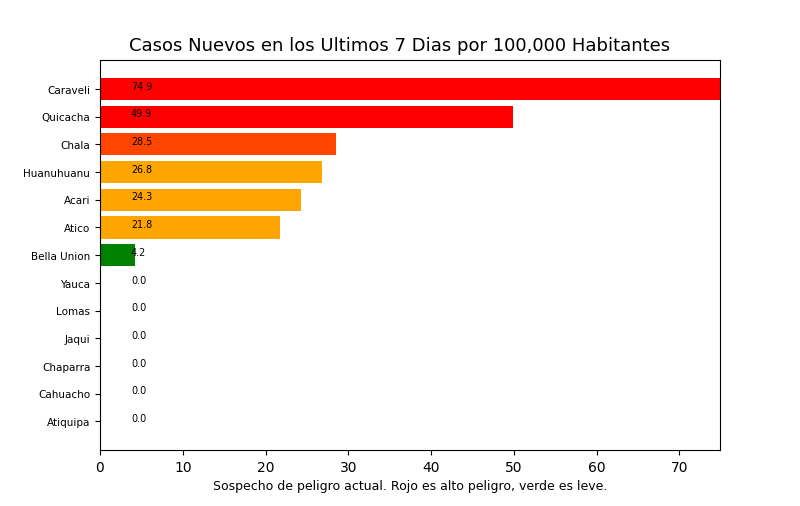 Casos Nuevos en los Ultimos 7 Dias por 100,000 Habitantes
Caraveli 74.9
Quicacha 49.9
Chala 28.5
Huanuhuanu 26.8
Acari 24.3
Atico 21.8
Bella Union 4.2
Yauca 0.0
Lomas 0.0
Jaqui 0.0
Chaparra 0.0
Cahuacho 0.0
Atiquipa 0.0
0 10 20 30 40 50 60 70
Sospecho de peligro actual. Rojo es alto peligro, verde es leve.